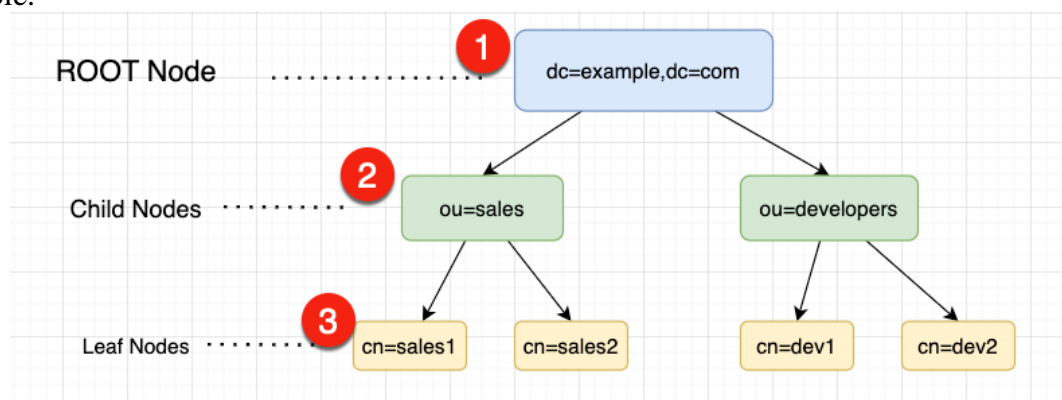 1
ROOT Node
dc=example,dc=com
2
Child Nodes
ou=sales
ou=developers
3
Leaf Nodes
cn=sales1
cn=sales2
cn=dev1
cn=dev2